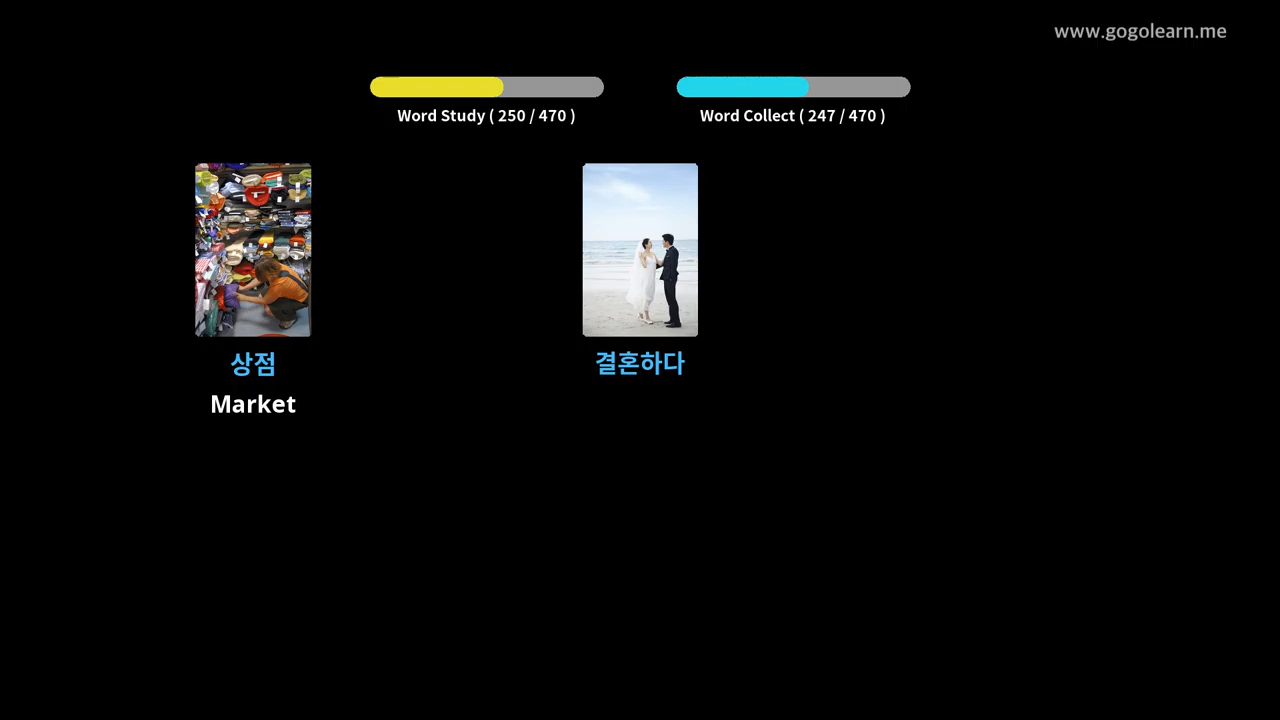 www.gogolearn.me
Word Study ( 250 / 470 )
Word Collect ( 247 / 470 )
상점
Market
결혼하다